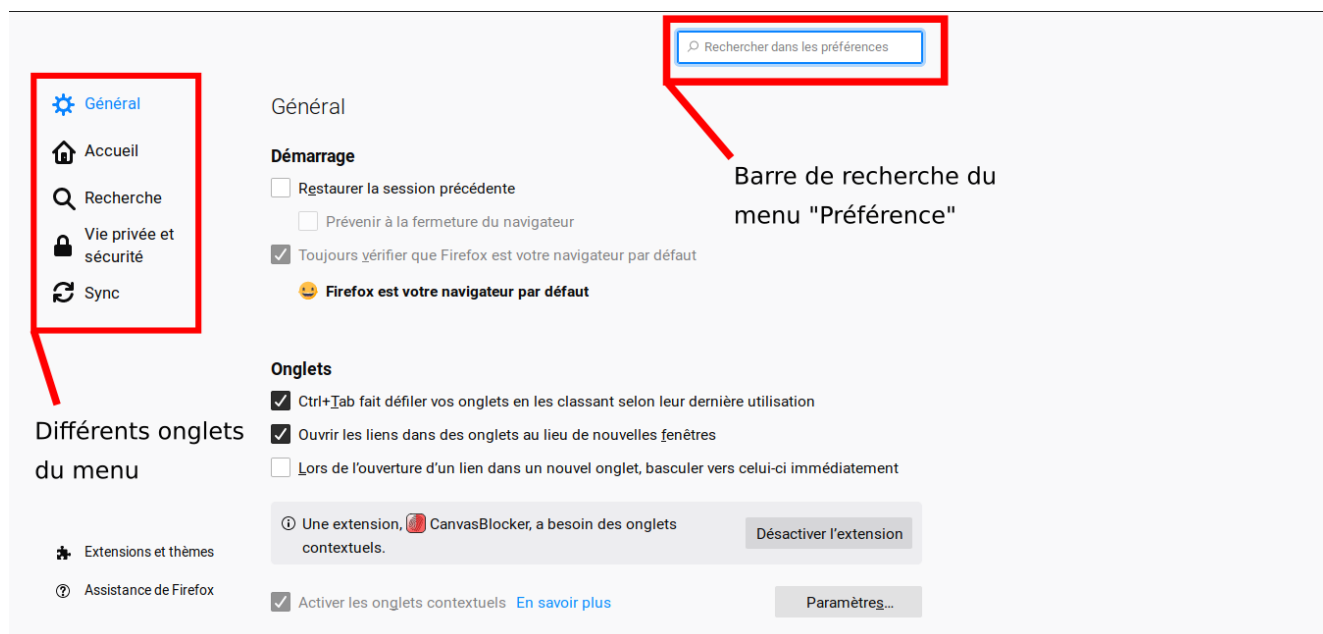 Rechercher dans les préférences
Général
Accueil
Recherche
Vie privée et
sécurité
Sync
Différents onglets
du menu
Extensions et thèmes
Assistance de Firefox
Général
Démarrage
Restaurer la session précédente
Prévenir à la fermeture du navigateur
Toujours vérifier que Firefox est votre navigateur par défaut
Firefox est votre navigateur par défaut
Barre de recherche du
menu "Préférence"
Onglets
Ctrl+Tab fait défiler vos onglets en les classant selon leur dernière utilisation
Ouvrir les liens dans des onglets au lieu de nouvelles fenêtres
Lors de l'ouverture d'un lien dans un nouvel onglet, basculer vers celui-ci immédiatement
Une extension, CanvasBlocker, a besoin des onglets
contextuels.
Désactiver l'extension
Activer les onglets contextuels En savoir plus
Paramètres...